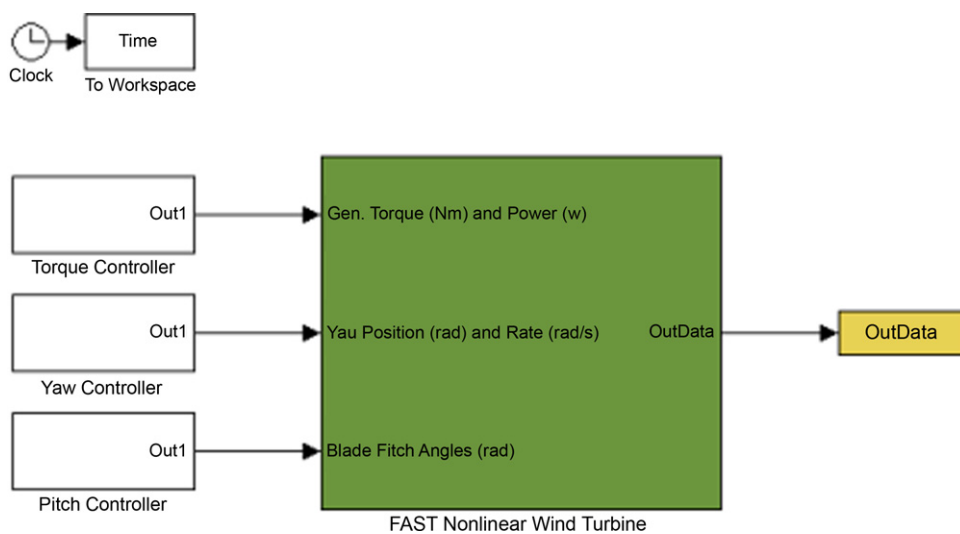 Time
Clock
To Workspace
Out1
Gen. Torque (Nm) and Power (w)
Torque Controller
Out1
Yau Position (rad) and Rate (rad/s)
OutData
OutData
Yaw Controller
Out1
Blade Fitch Angles (rad)
Pitch Controller
FAST Nonlinear Wind Turbine